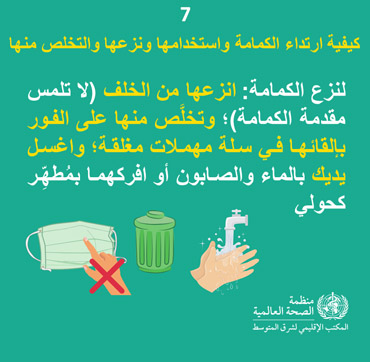 7
كيفية ارتداء الكمامة واستخدامها ونزعها والتخلص منها
لنزع الكمامة: انزعها من الخلف (لا تلمس
مقدمة الكمامة)؛ وتخلَّص منها على الفور
بإلقائها في سلة مهملات مغلقة؛ واغسل
يديك بالماء والصابون أو افركهما بمُطهِّر
كحولي
منظمة
الصحة العالمية
المكتب الإقليمي لشرق المتوسط